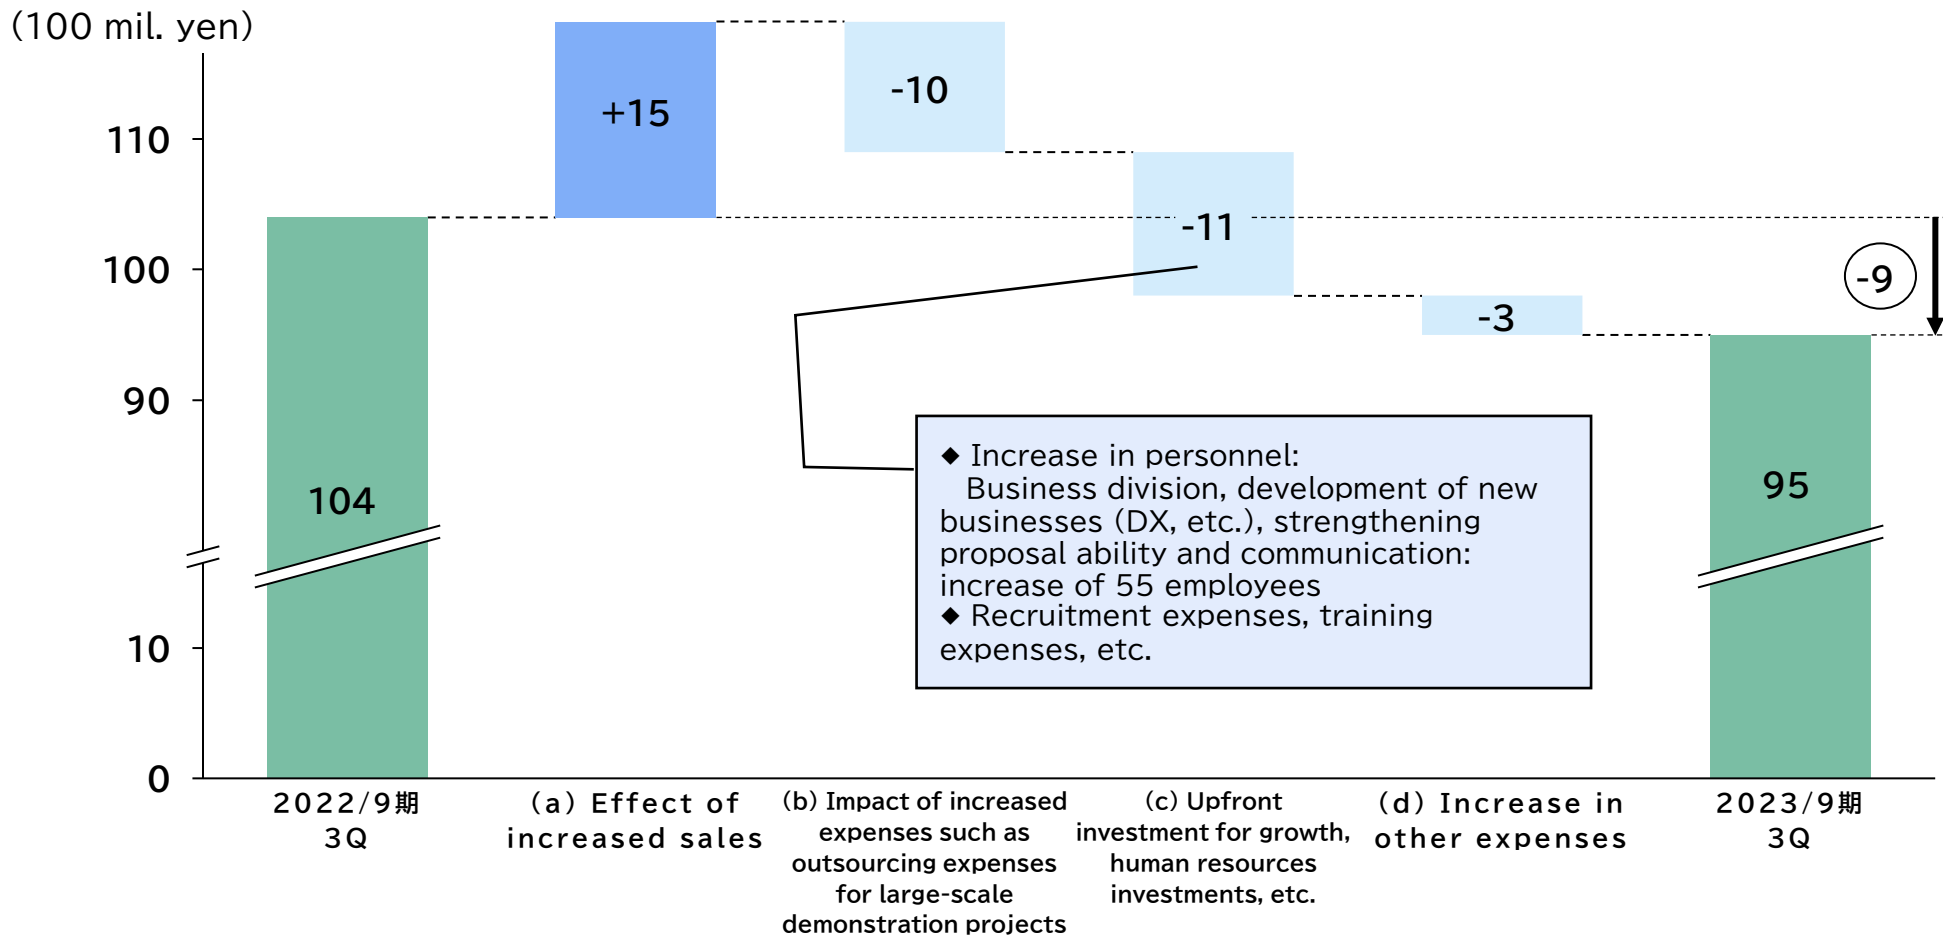 (100 mil. yen)
110
100
90
10
0
+15
-10
-11
-3
-9
104
95
◆ Increase in personnel:
Business division, development of new
businesses (DX, etc.), strengthening
proposal ability and communication:
increase of 55 employees
◆ Recruitment expenses, training
expenses, etc.
2022/9期
3Q
(a) Effect of
increased sales
(b) Impact of increased
expenses such as
outsourcing expenses
for large-scale
demonstration projects
(c) Upfront
investment for growth,
human resources
investments, etc.
(d) Increase in
other expenses
2023/9期
3Q